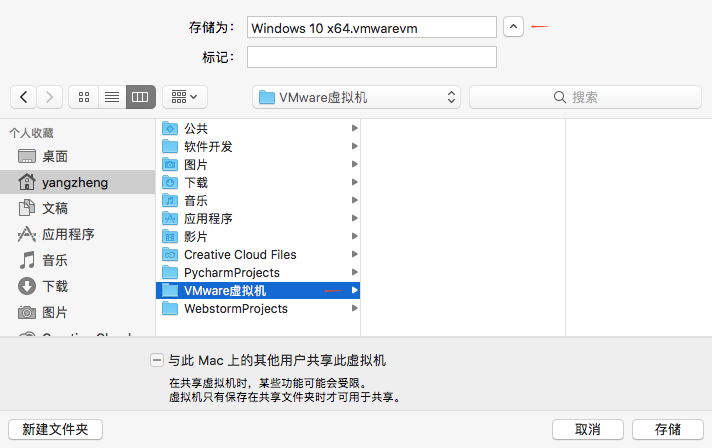 存储为： Windows 10 x64.vmwarevm
标记：
VMware虚拟机 搜索
个人收藏
桌面
yangzheng
文稿
应用程序
音乐
下载
图片
公共
软件开发
图片
下载
音乐
应用程序
影片
Creative Cloud Files
PycharmProjects
VMware虚拟机
WebstormProjects
与此 Mac 上的其他用户共享此虚拟机
在共享虚拟机时，某些功能可能会受限。
虚拟机只有保存在共享文件夹时才可用于共享。
新建文件夹 取消 存储